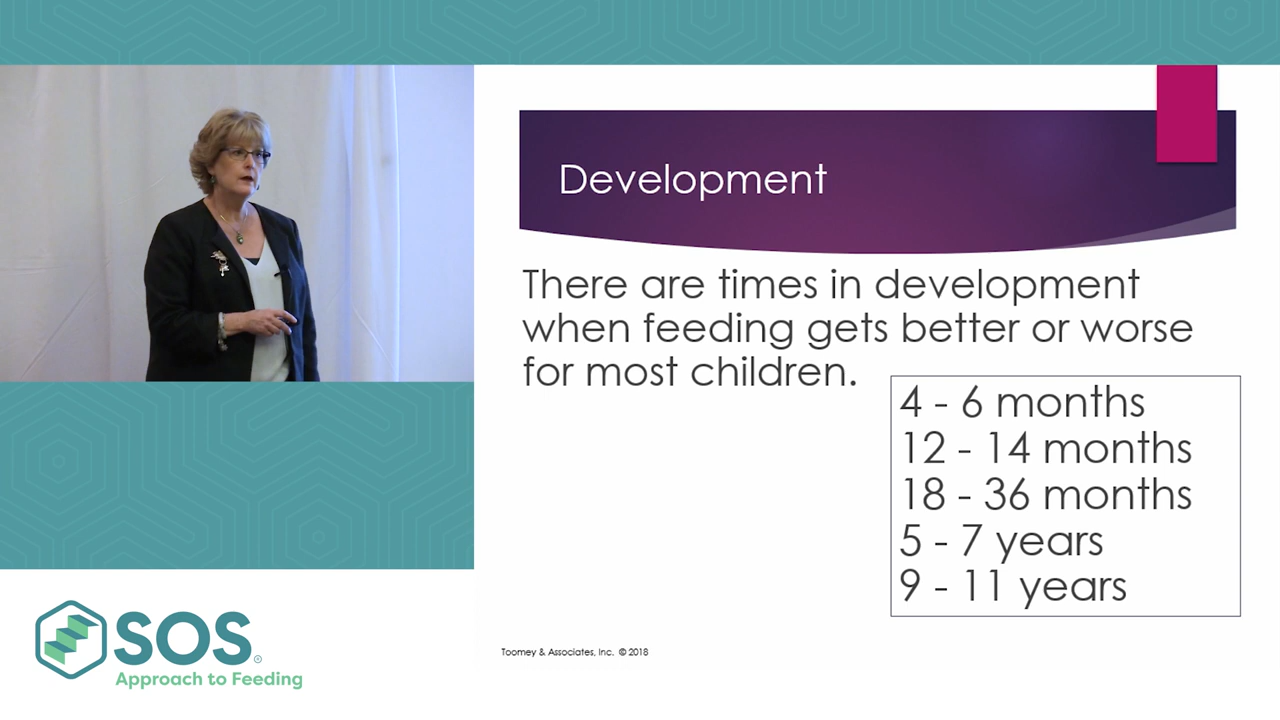 Development
There are times in development
when feeding gets better or worse
for most children.
4 - 6 months
12 - 14 months
18 - 36 months
5 - 7 years
9 - 11 years
Toomey & Associates, Inc. © 2018
SOS®
Approach to Feeding